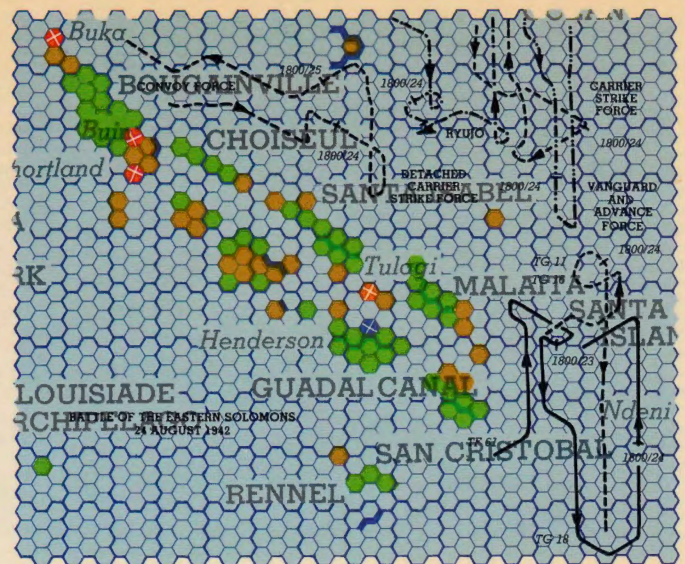 Buka
BOUGAINVILLE
CONVOY FORCE
1800/25
1800/24
CARRIER
STRIKE
FORCE
Buin
CHOISEUL
RYUJO
1800/24
1800/24
DETACHED
CARRIER
STRIKE FORCE
1800/24
SANTA ISABEL
VANGUARD
AND
ADVANCE
FORCE
1800/24
Tulagi
MALAITA
TG 11
SANTA
ISLAN
Henderson
1800/23
GUADALCANAL
LOUISIADE
BATTLE OF THE EASTERN SOLOMONS
24 AUGUST 1942
Ndeni
SAN CRISTOBAL
1800/24
RENNEL
TG 18